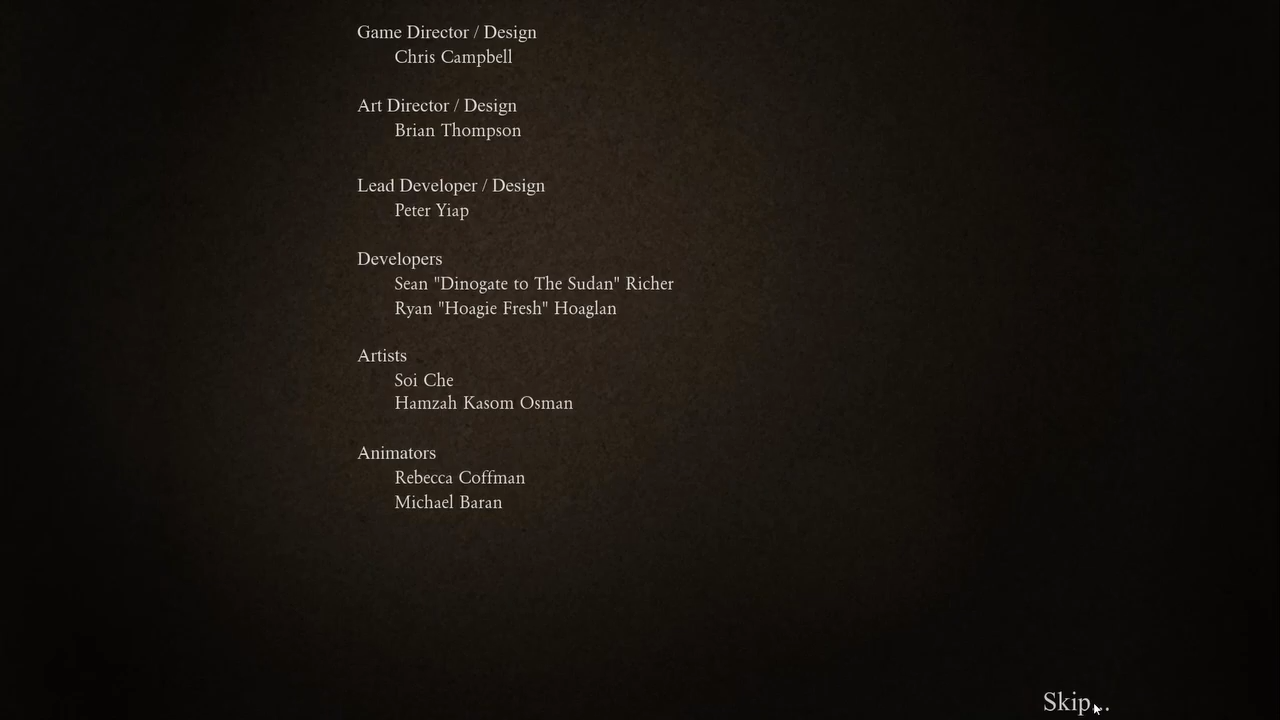 Game Director / Design
Chris Campbell
Art Director / Design
Brian Thompson
Lead Developer / Design
Peter Yiap
Developers
Sean "Dinogate to The Sudan" Richer
Ryan "Hoagie Fresh" Hoaglan
Artists
Soi Che
Hamzah Kasom Osman
Animators
Rebecca Coffman
Michael Baran
Skip...